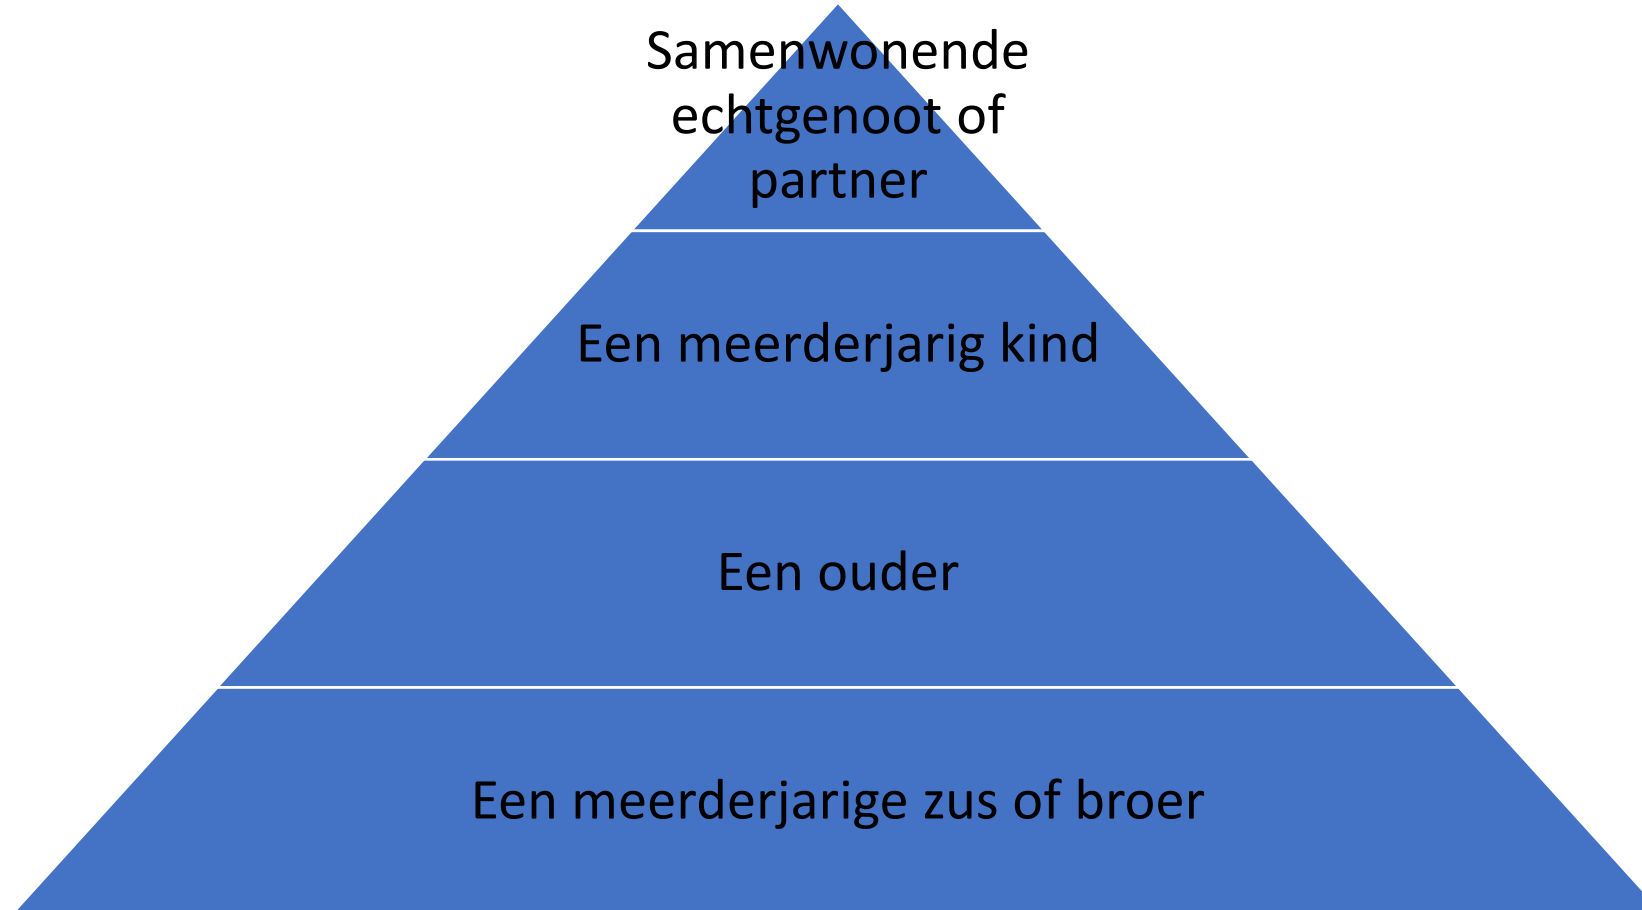 Samenwonende
echtgenoot of
partner
Een meerderjarig kind
Een ouder
Een meerderjarige zus of broer